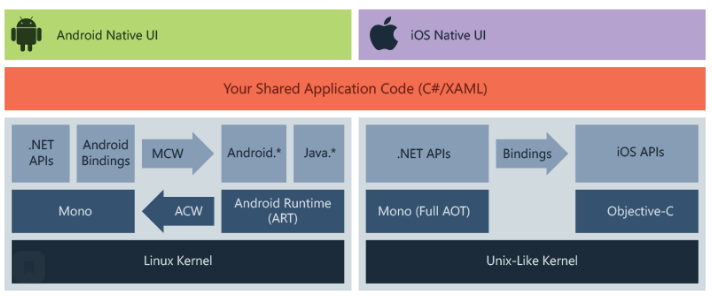 Android Native UI
iOS Native UI
Your Shared Application Code (C#/XAML)
.NET
APIs
Android
Bindings
MCW
Android.*
Java.*
.NET APIs
Bindings
iOS APIs
Mono
ACW
Android Runtime
(ART)
Mono (Full AOT)
Objective-C
Linux Kernel
Unix-Like Kernel